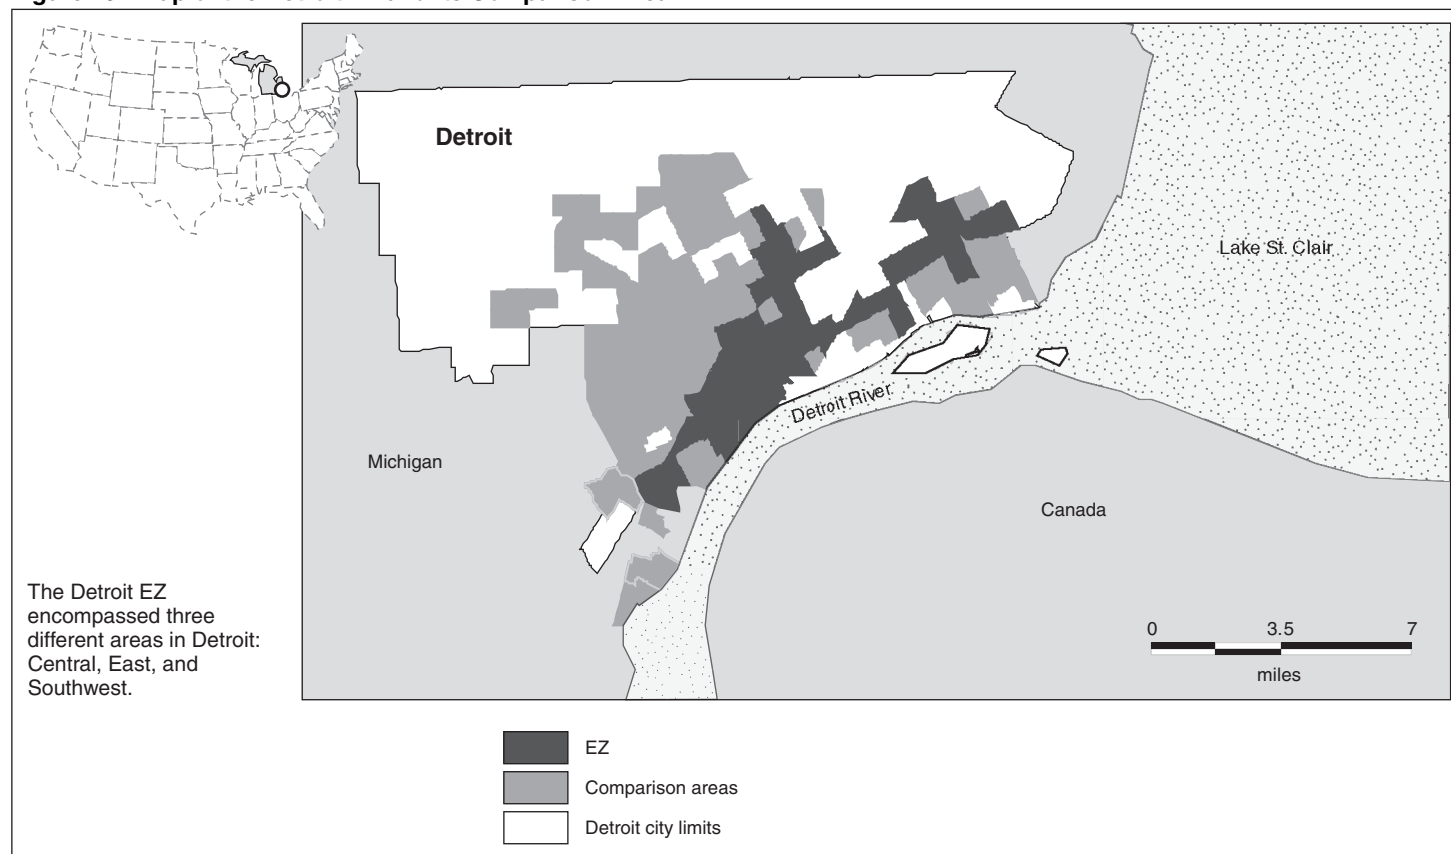 Detroit
Lake St. Clair
Detroit River
Michigan
Canada
The Detroit EZ
encompassed three
different areas in Detroit:
Central, East, and
Southwest.
0 3.5 7
miles
EZ
Comparison areas
Detroit city limits